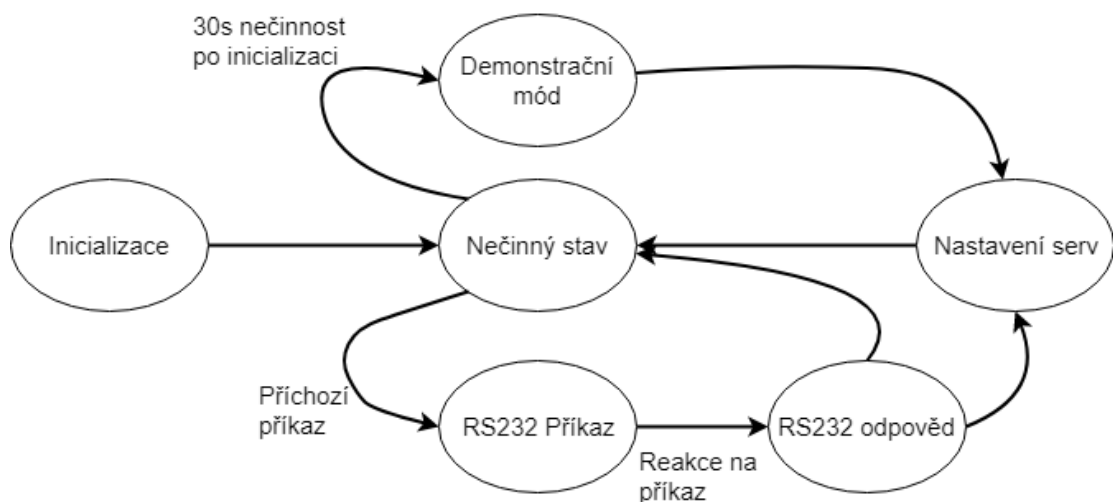 30s nečinnost
po inicializaci
Demonstrační
mód
Inicializace
Nečinný stav
Nastavení serv
Příchozí
příkaz
RS232 Příkaz
Reakce na
příkaz
RS232 odpověd